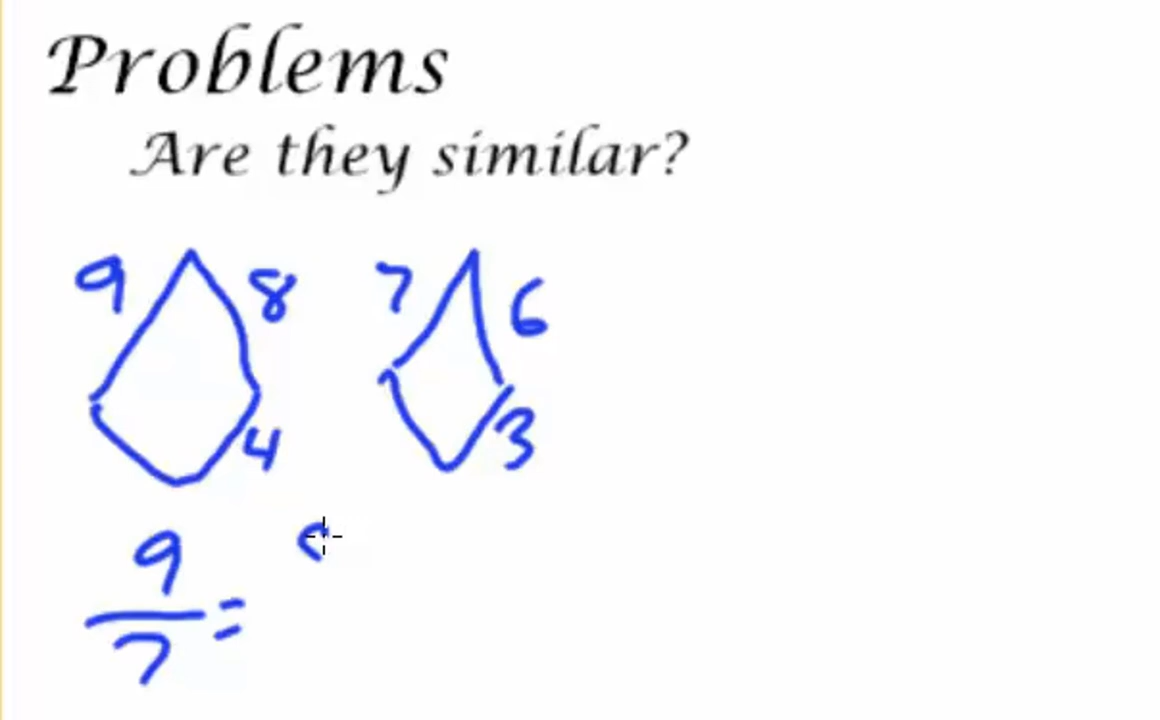 Problems
Are they similar?
9 8 7 6
4 3
9
7 =